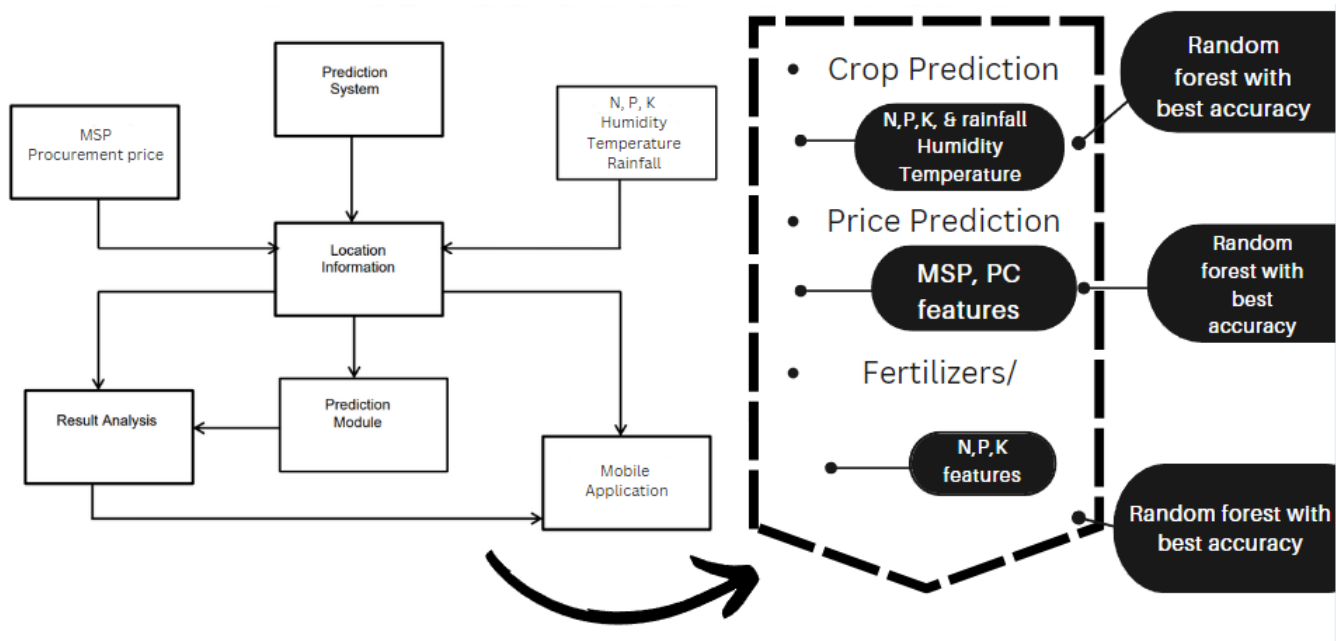 Prediction
System
MSP
Procurement price
N, P, K
Humidity
Temperature
Rainfall
Location
Information
Result Analysis
Prediction
Module
Mobile
Application
• Crop Prediction
N,P,K, & rainfall
Humidity
Temperature
Random
forest with
best accuracy
• Price Prediction
MSP, PC
features
Random
forest with
best
accuracy
• Fertilizers/
N,P,K
features
Random forest with
best accuracy